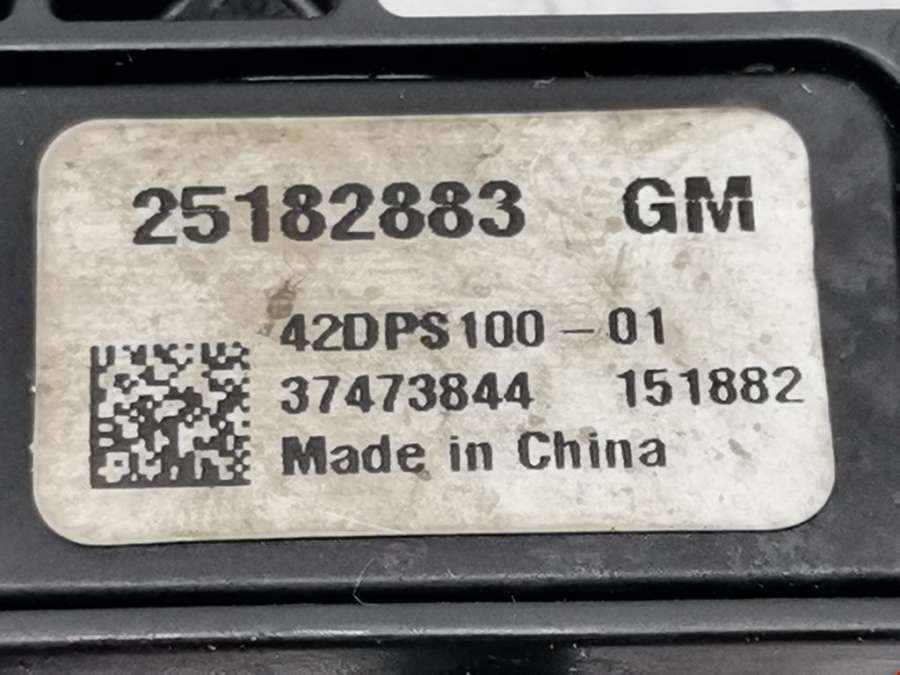 25182883 GM
42DPS100-01
37473844 151882
Made in China